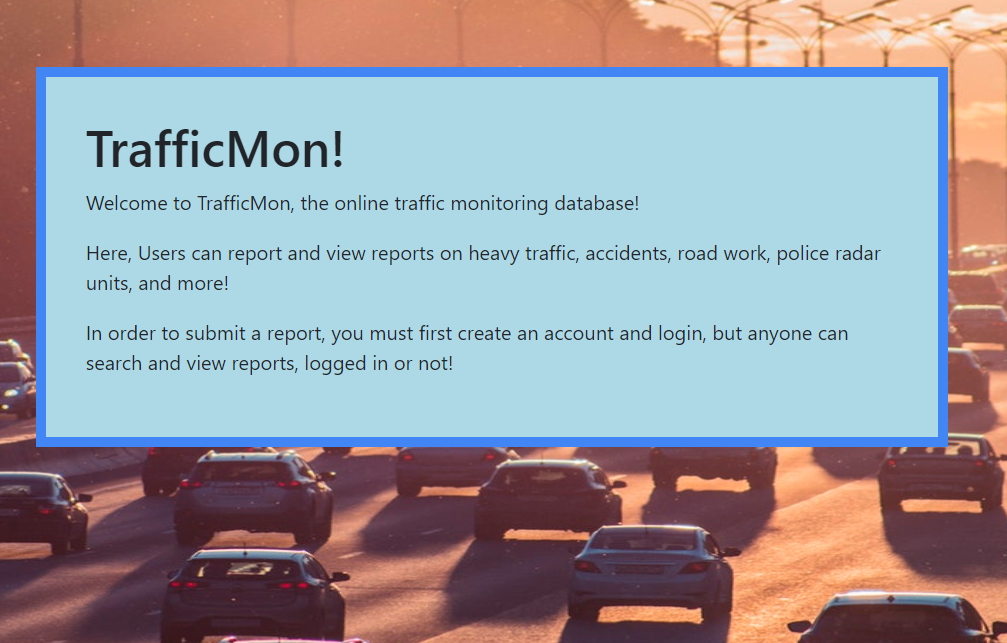 TrafficMon!
Welcome to TrafficMon, the online traffic monitoring database!
Here, Users can report and view reports on heavy traffic, accidents, road work, police radar
units, and more!
In order to submit a report, you must first create an account and login, but anyone can
search and view reports, logged in or not!